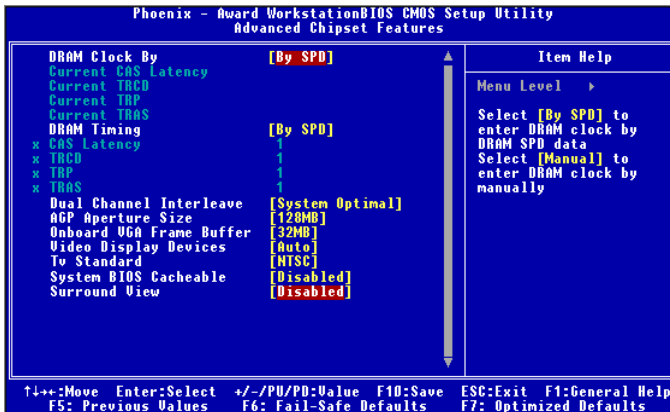 Phoenix - Award WorkstationBIOS CMOS Setup Utility
Advanced Chipset Features
DRAM Clock By [By SPD]
Current CAS Latency
Current TRCD
Current TRP
Current TRAS
DRAM Timing [By SPD]
x CAS Latency 1
x TRCD 1
x TRP 1
x TRAS 1
Dual Channel Interleave [System Optimal]
AGP Aperture Size [128MB]
Onboard VGA Frame Buffer [32MB]
Video Display Devices [Auto]
Tv Standard [NTSC]
System BIOS Cacheable [Disabled]
Surround View [Disabled]
Item Help
Menu Level ▸
Select [By SPD] to
enter DRAM clock by
DRAM SPD data
Select [Manual] to
enter DRAM clock by
manually
↑↓→←:Move Enter:Select +/-/PU/PD:Value F10:Save ESC:Exit F1:General Help
F5: Previous Values F6: Fail-Safe Defaults F7: Optimized Defaults